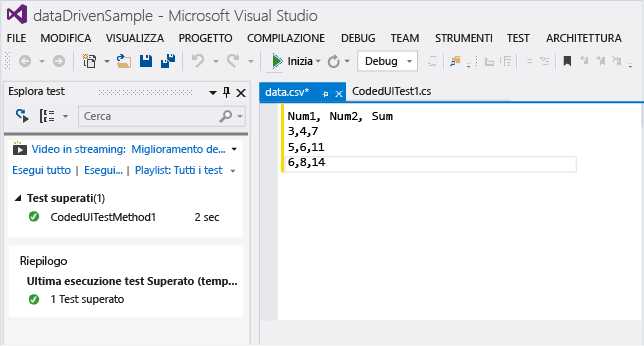 dataDrivenSample - Microsoft Visual Studio
FILE MODIFICA VISUALIZZA PROGETTO COMPILAZIONE DEBUG TEAM STRUMENTI TEST ARCHITETTURA
Inizia Debug
Esplora test
Cerca
Video in streaming: Miglioramento de...
Esegui tutto | Esegui... | Playlist: Tutti i test
Test superati(1)
CodedUITestMethod1 2 sec
Riepilogo
Ultima esecuzione test Superato (temp...
1 Test superato
data.csv* CodedUITest1.cs
Num1, Num2, Sum
3,4,7
5,6,11
6,8,14